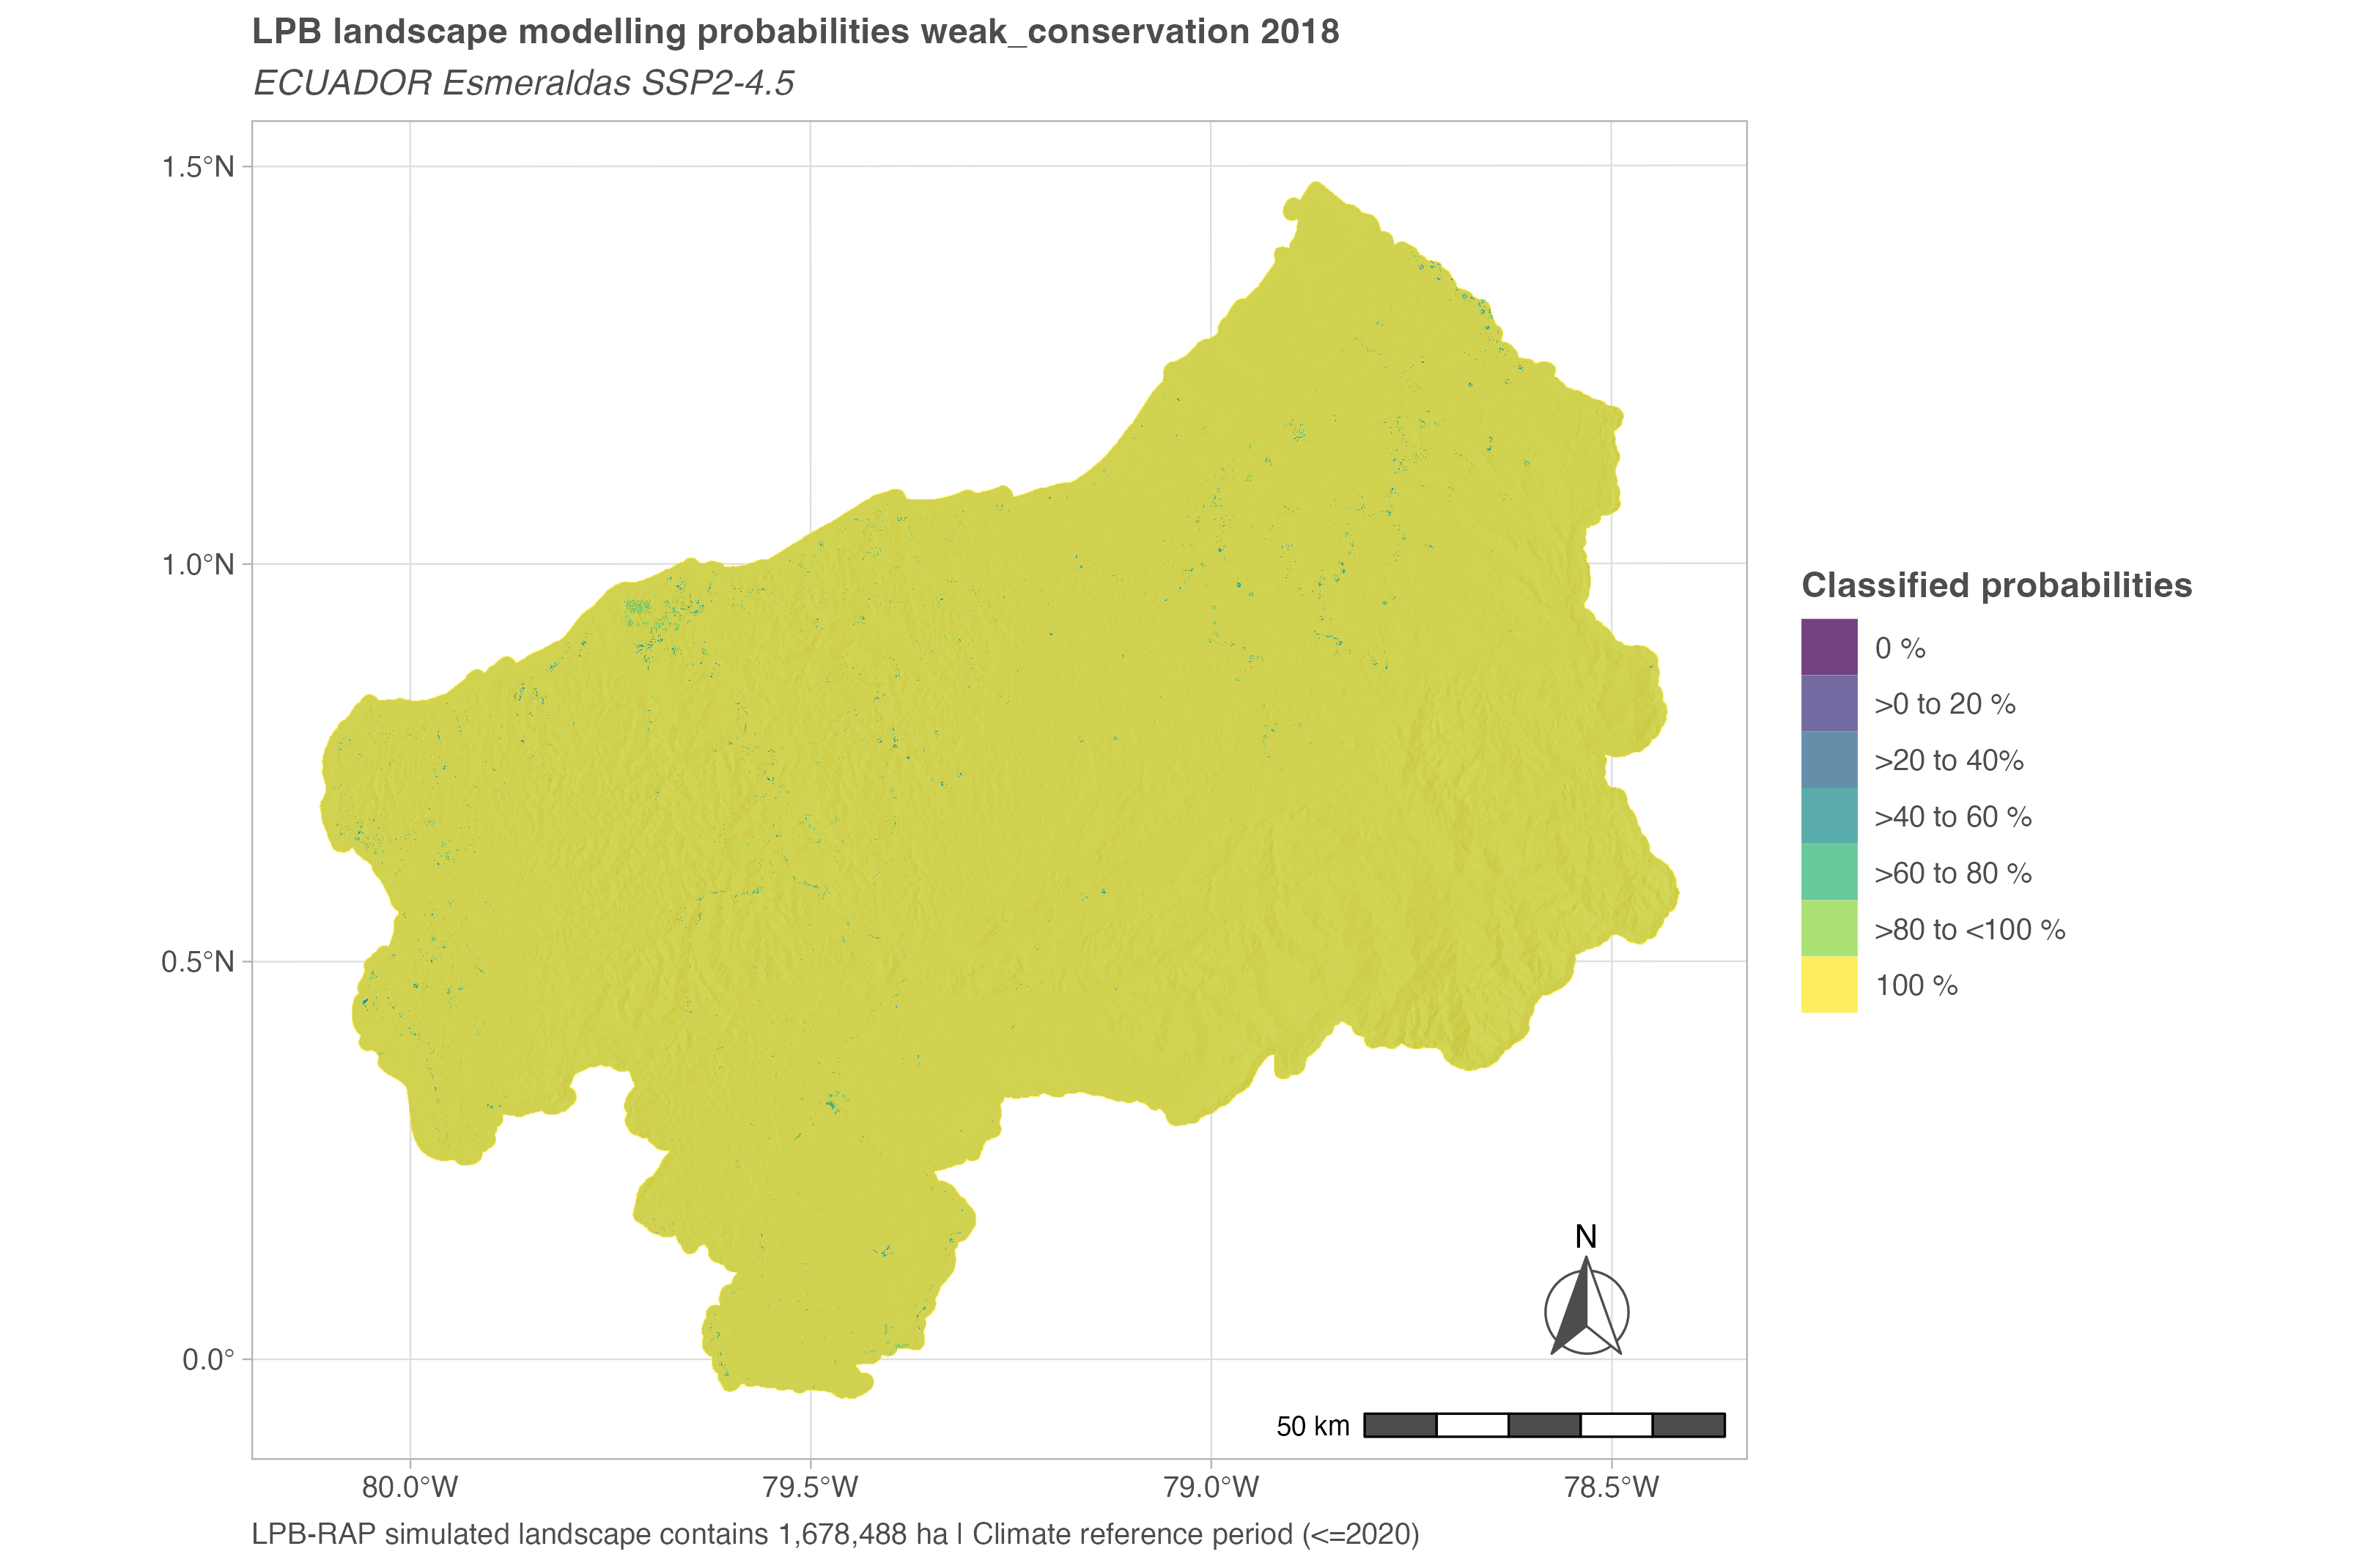 LPB landscape modelling probabilities weak_conservation 2018
ECUADOR Esmeraldas SSP2-4.5
1.5°N
1.0°N
0.5°N
0.0°
80.0°W
79.5°W
79.0°W
78.5°W
N
50 km
Classified probabilities
0 %
>0 to 20 %
>20 to 40%
>40 to 60 %
>60 to 80 %
>80 to <100 %
100 %
LPB-RAP simulated landscape contains 1,678,488 ha | Climate reference period (<=2020)